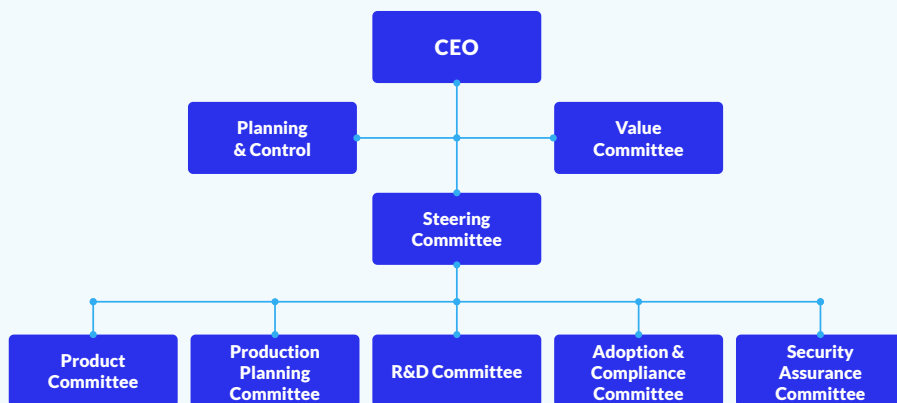 CEO
Planning
& Control
Value
Committee
Steering
Committee
Product
Committee
Production
Planning
Committee
R&D Committee
Adoption &
Compliance
Committee
Security
Assurance
Committee